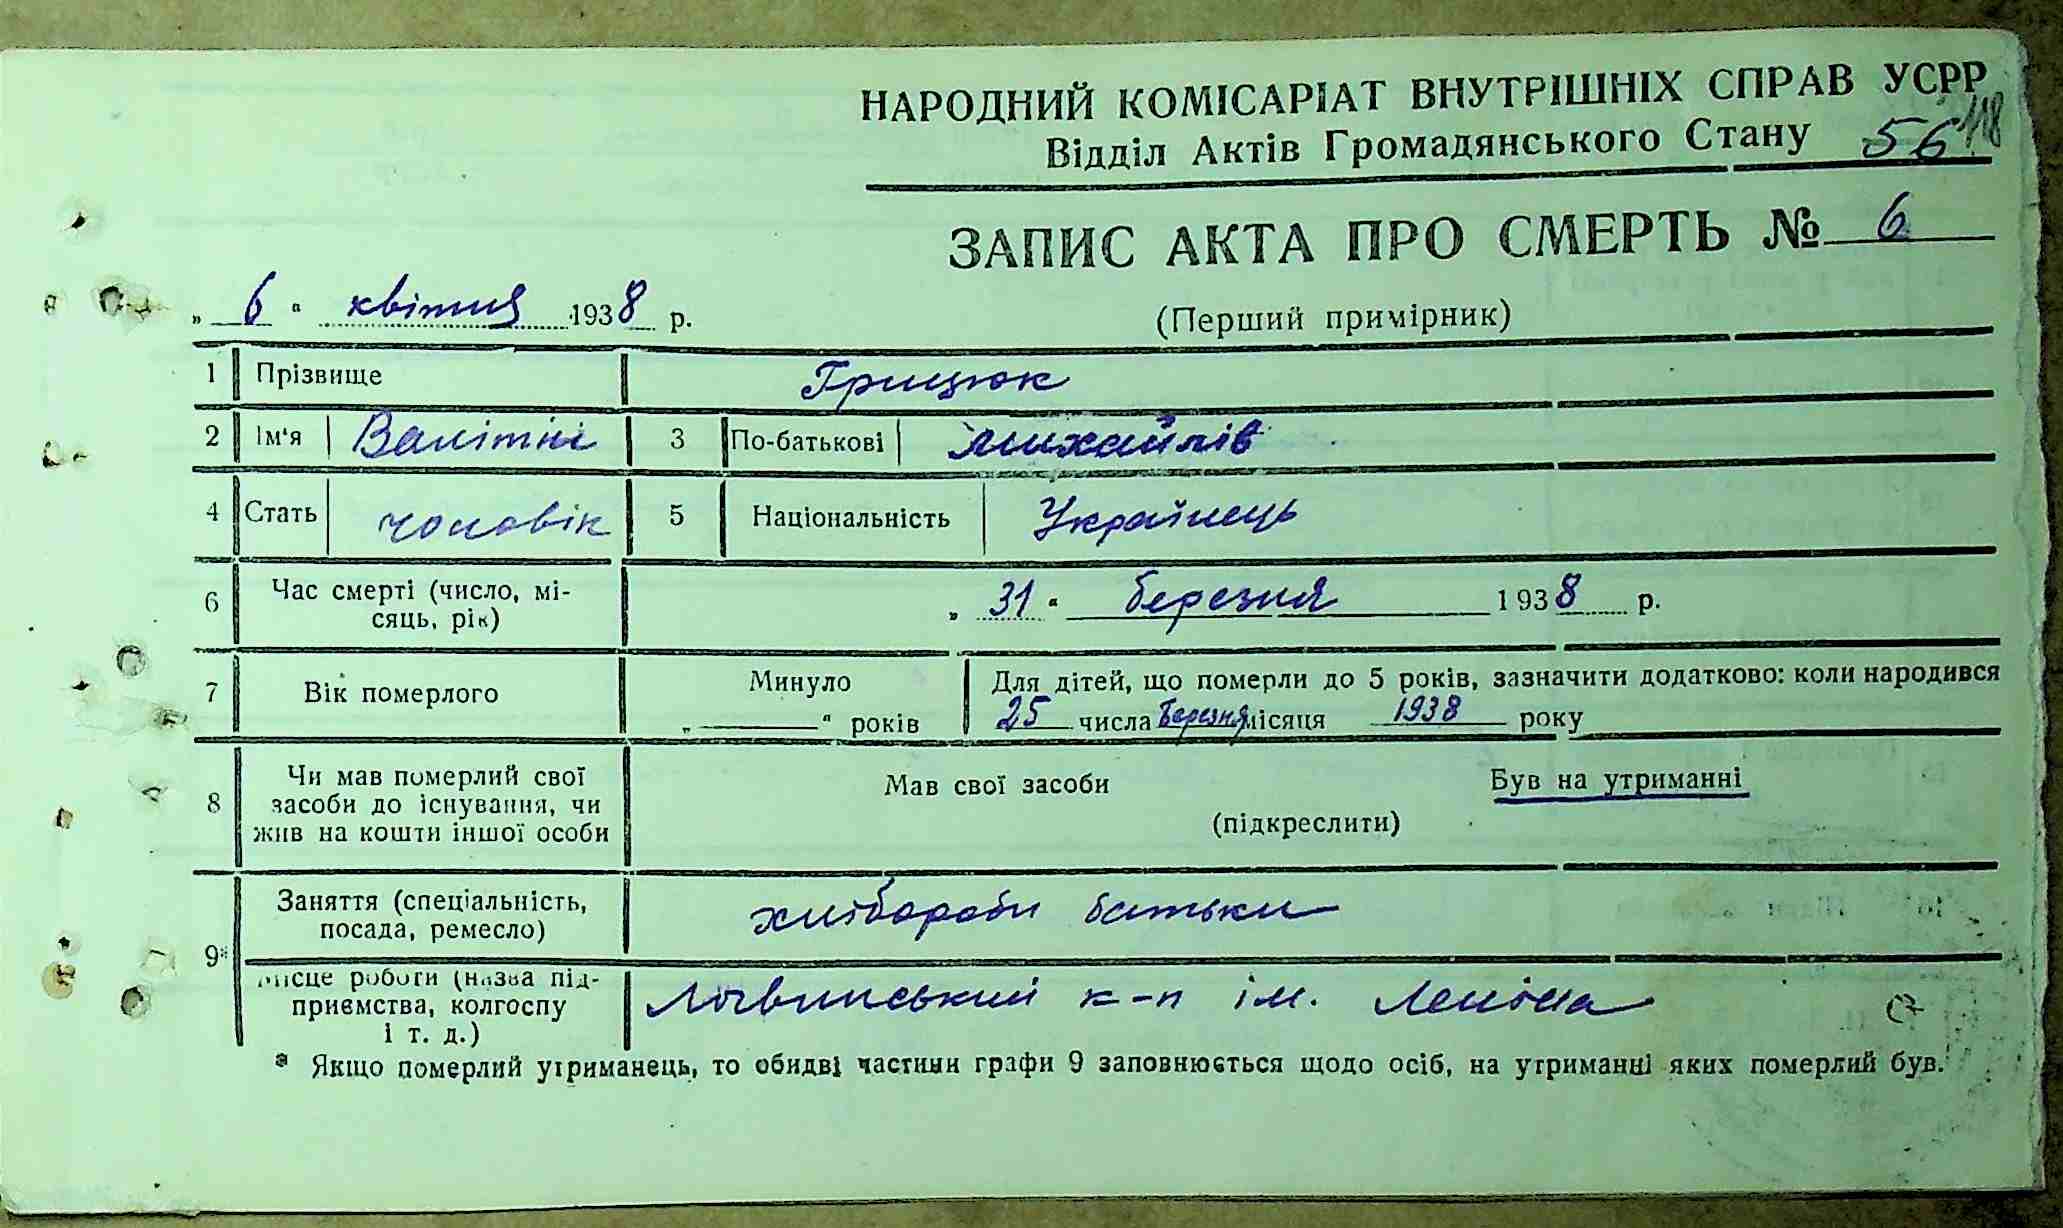 НАРОДНИЙ КОМІСАРІАТ ВНУТРІШНІХ СПРАВ УСРР
Відділ Актів Громадянського Стану 56 118
ЗАПИС АКТА ПРО СМЕРТЬ № 6
„ 6 “ квітня 1938 р.
(Перший примірник)
1 Прізвище Грицюк
2 Ім'я Валітні 3 По-батькові михайлів
4 Стать чоловік 5 Національність Українець
6 Час смерті (число, мі-
сяць, рік) „ 31 “ березня 1938 р.
7 Вік померлого Минуло
„ “ років
Для дітей, що померли до 5 років, зазначити додатково: коли народився
25 числа березня місяця 1938 року
8 Чи мав померлий свої
засоби до існування, чи
жив на кошти іншої особи
Мав свої засоби Був на утриманні
(підкреслити)
9* Заняття (спеціальність,
посада, ремесло) хлібороби батьки
Місце роботи (назва під-
приємства, колгоспу
і т. д.) к-п ім. Леніна
* Якщо померлий утриманець, то обидві частини графи 9 заповнюється щодо осіб, на утриманні яких померлий був.